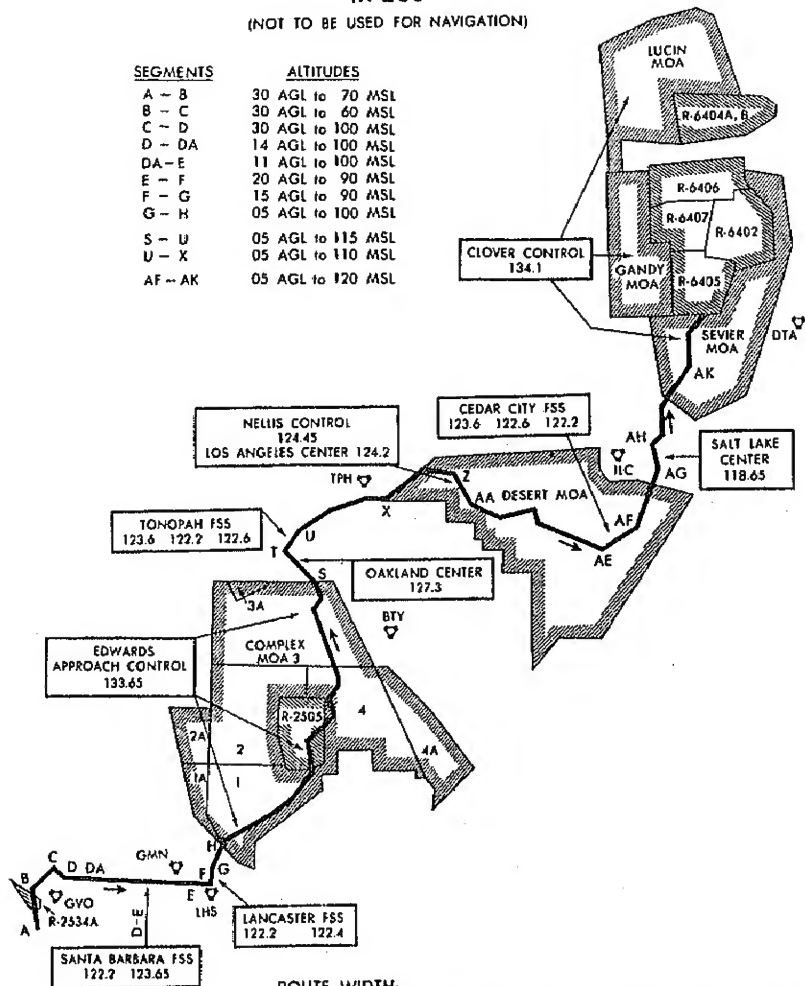 (NOT TO BE USED FOR NAVIGATION)
SEGMENTS ALTITUDES
A - B 30 AGL to 70 MSL
B - C 30 AGL to 60 MSL
C - D 30 AGL to 100 MSL
D - DA 14 AGL to 100 MSL
DA - E 11 AGL to 100 MSL
E - F 20 AGL to 90 MSL
F - G 15 AGL to 90 MSL
G - H 05 AGL to 100 MSL
S - U 05 AGL to 115 MSL
U - X 05 AGL to 110 MSL
AF - AK 05 AGL to 120 MSL
LUCIN
MOA
R-6404A, B
R-6406
R-6407
R-6402
CLOVER CONTROL
134.1
GANDY
MOA
R-6405
SEVIER
MOA
DTA
AK
NELLIS CONTROL
124.45
LOS ANGELES CENTER 124.2
CEDAR CITY FSS
123.6 122.6 122.2
AH
SALT LAKE
CENTER
118.65
ILC
AG
TPH
Z
AA DESERT MOA
X
AF
AE
TONOPAH FSS
123.6 122.2 122.6
U
T
S
OAKLAND CENTER
127.3
3A
BTY
EDWARDS
APPROACH CONTROL
133.65
COMPLEX
MOA 3
R-2505
4
4A
2A
2
1A
1
H
GMN
C
D DA
B
F
G
E
LHS
GVO
R-2534A
A
D-E
LANCASTER FSS
122.2 122.4
SANTA BARBARA FSS
122.2 123.65